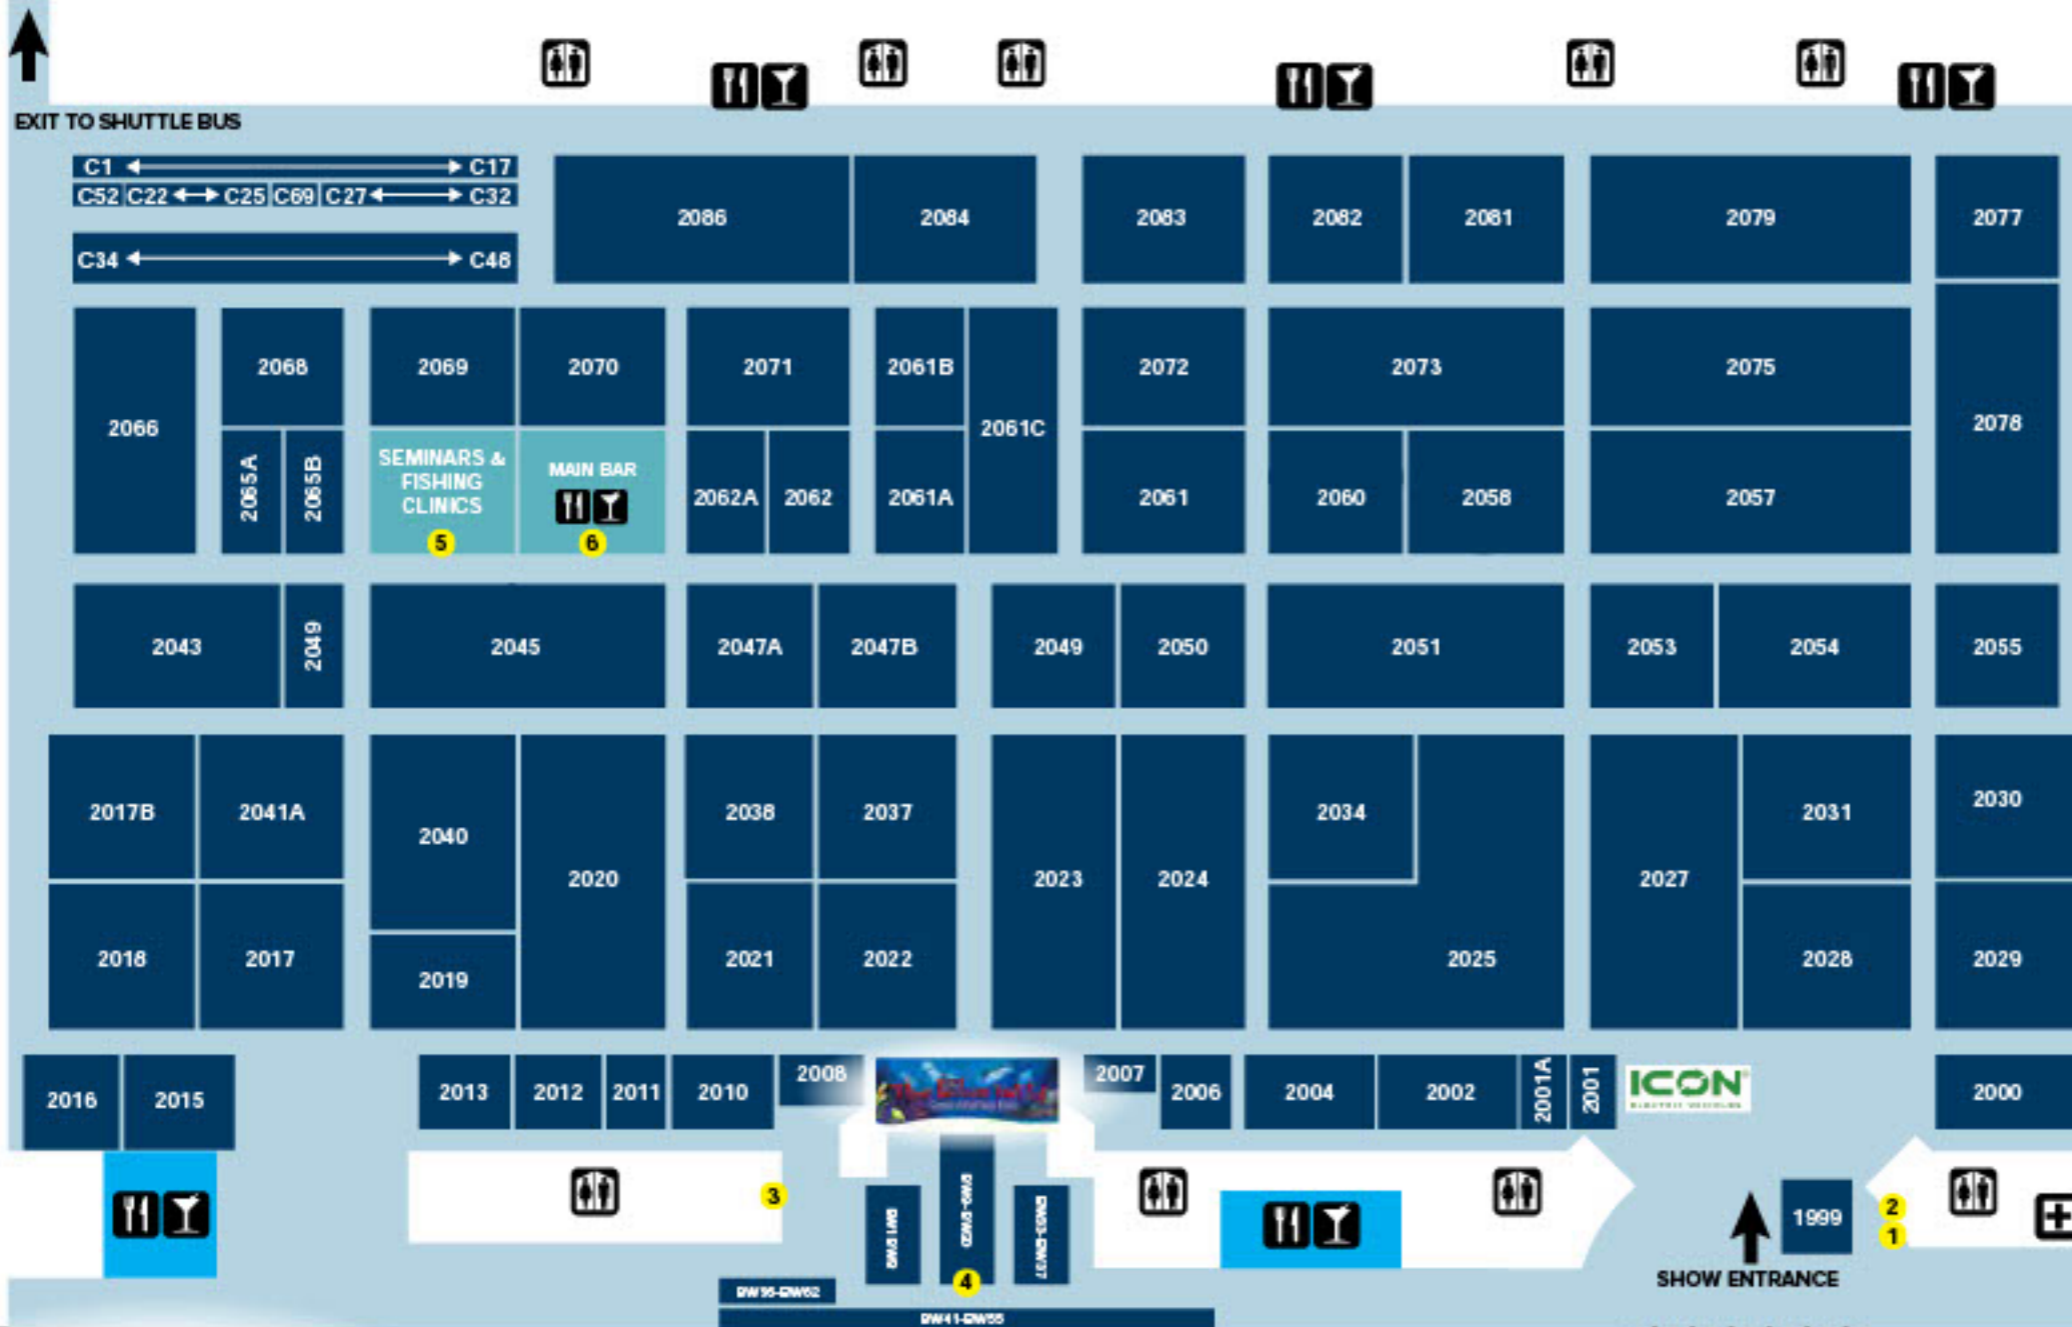 EXIT TO SHUTTLE BUS
C1 C17
C52 C22 C25 C69 C27 C32
C34 C48
2086 2084 2083 2082 2081 2079 2077
2068 2069 2070 2071 2061B 2072 2073 2075
2066 2061C 2078
2065A 2065B
SEMINARS &
FISHING
CLINICS
5
MAIN BAR
6
2062A 2062 2061A 2061 2060 2058 2057
2043 2049 2045 2047A 2047B 2049 2050 2051 2053 2054 2055
2017B 2041A 2040 2038 2037 2034 2031 2030
2020 2023 2024 2027
2018 2017 2019 2021 2022 2025 2028 2029
2016 2015 2013 2012 2011 2010 2008 2007 2006 2004 2002 2001A 2001
ICON
ELECTRIC VEHICLES
2000
3
4
1999
2
1
SHOW ENTRANCE
BW41-BW55